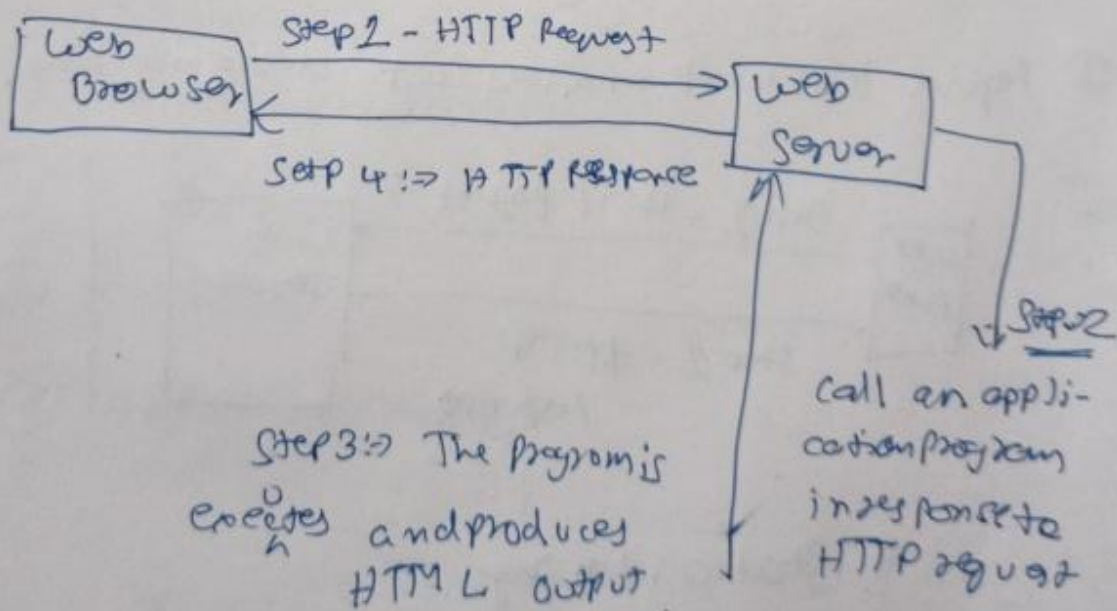 Web
Browser
Step 1 - HTTP Request
Web
Server
Setp 4 :-> HTTP Response
Step-2
Call an appli-
cation program
in response to
HTTP request
Step 3:-> The program is
executes and produces
HTML output